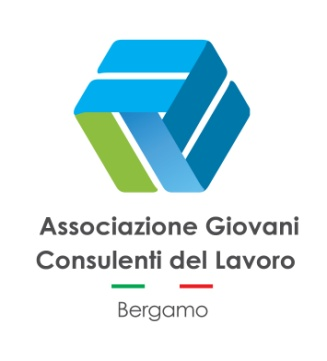 Associazione Giovani
Consulenti del Lavoro
Bergamo